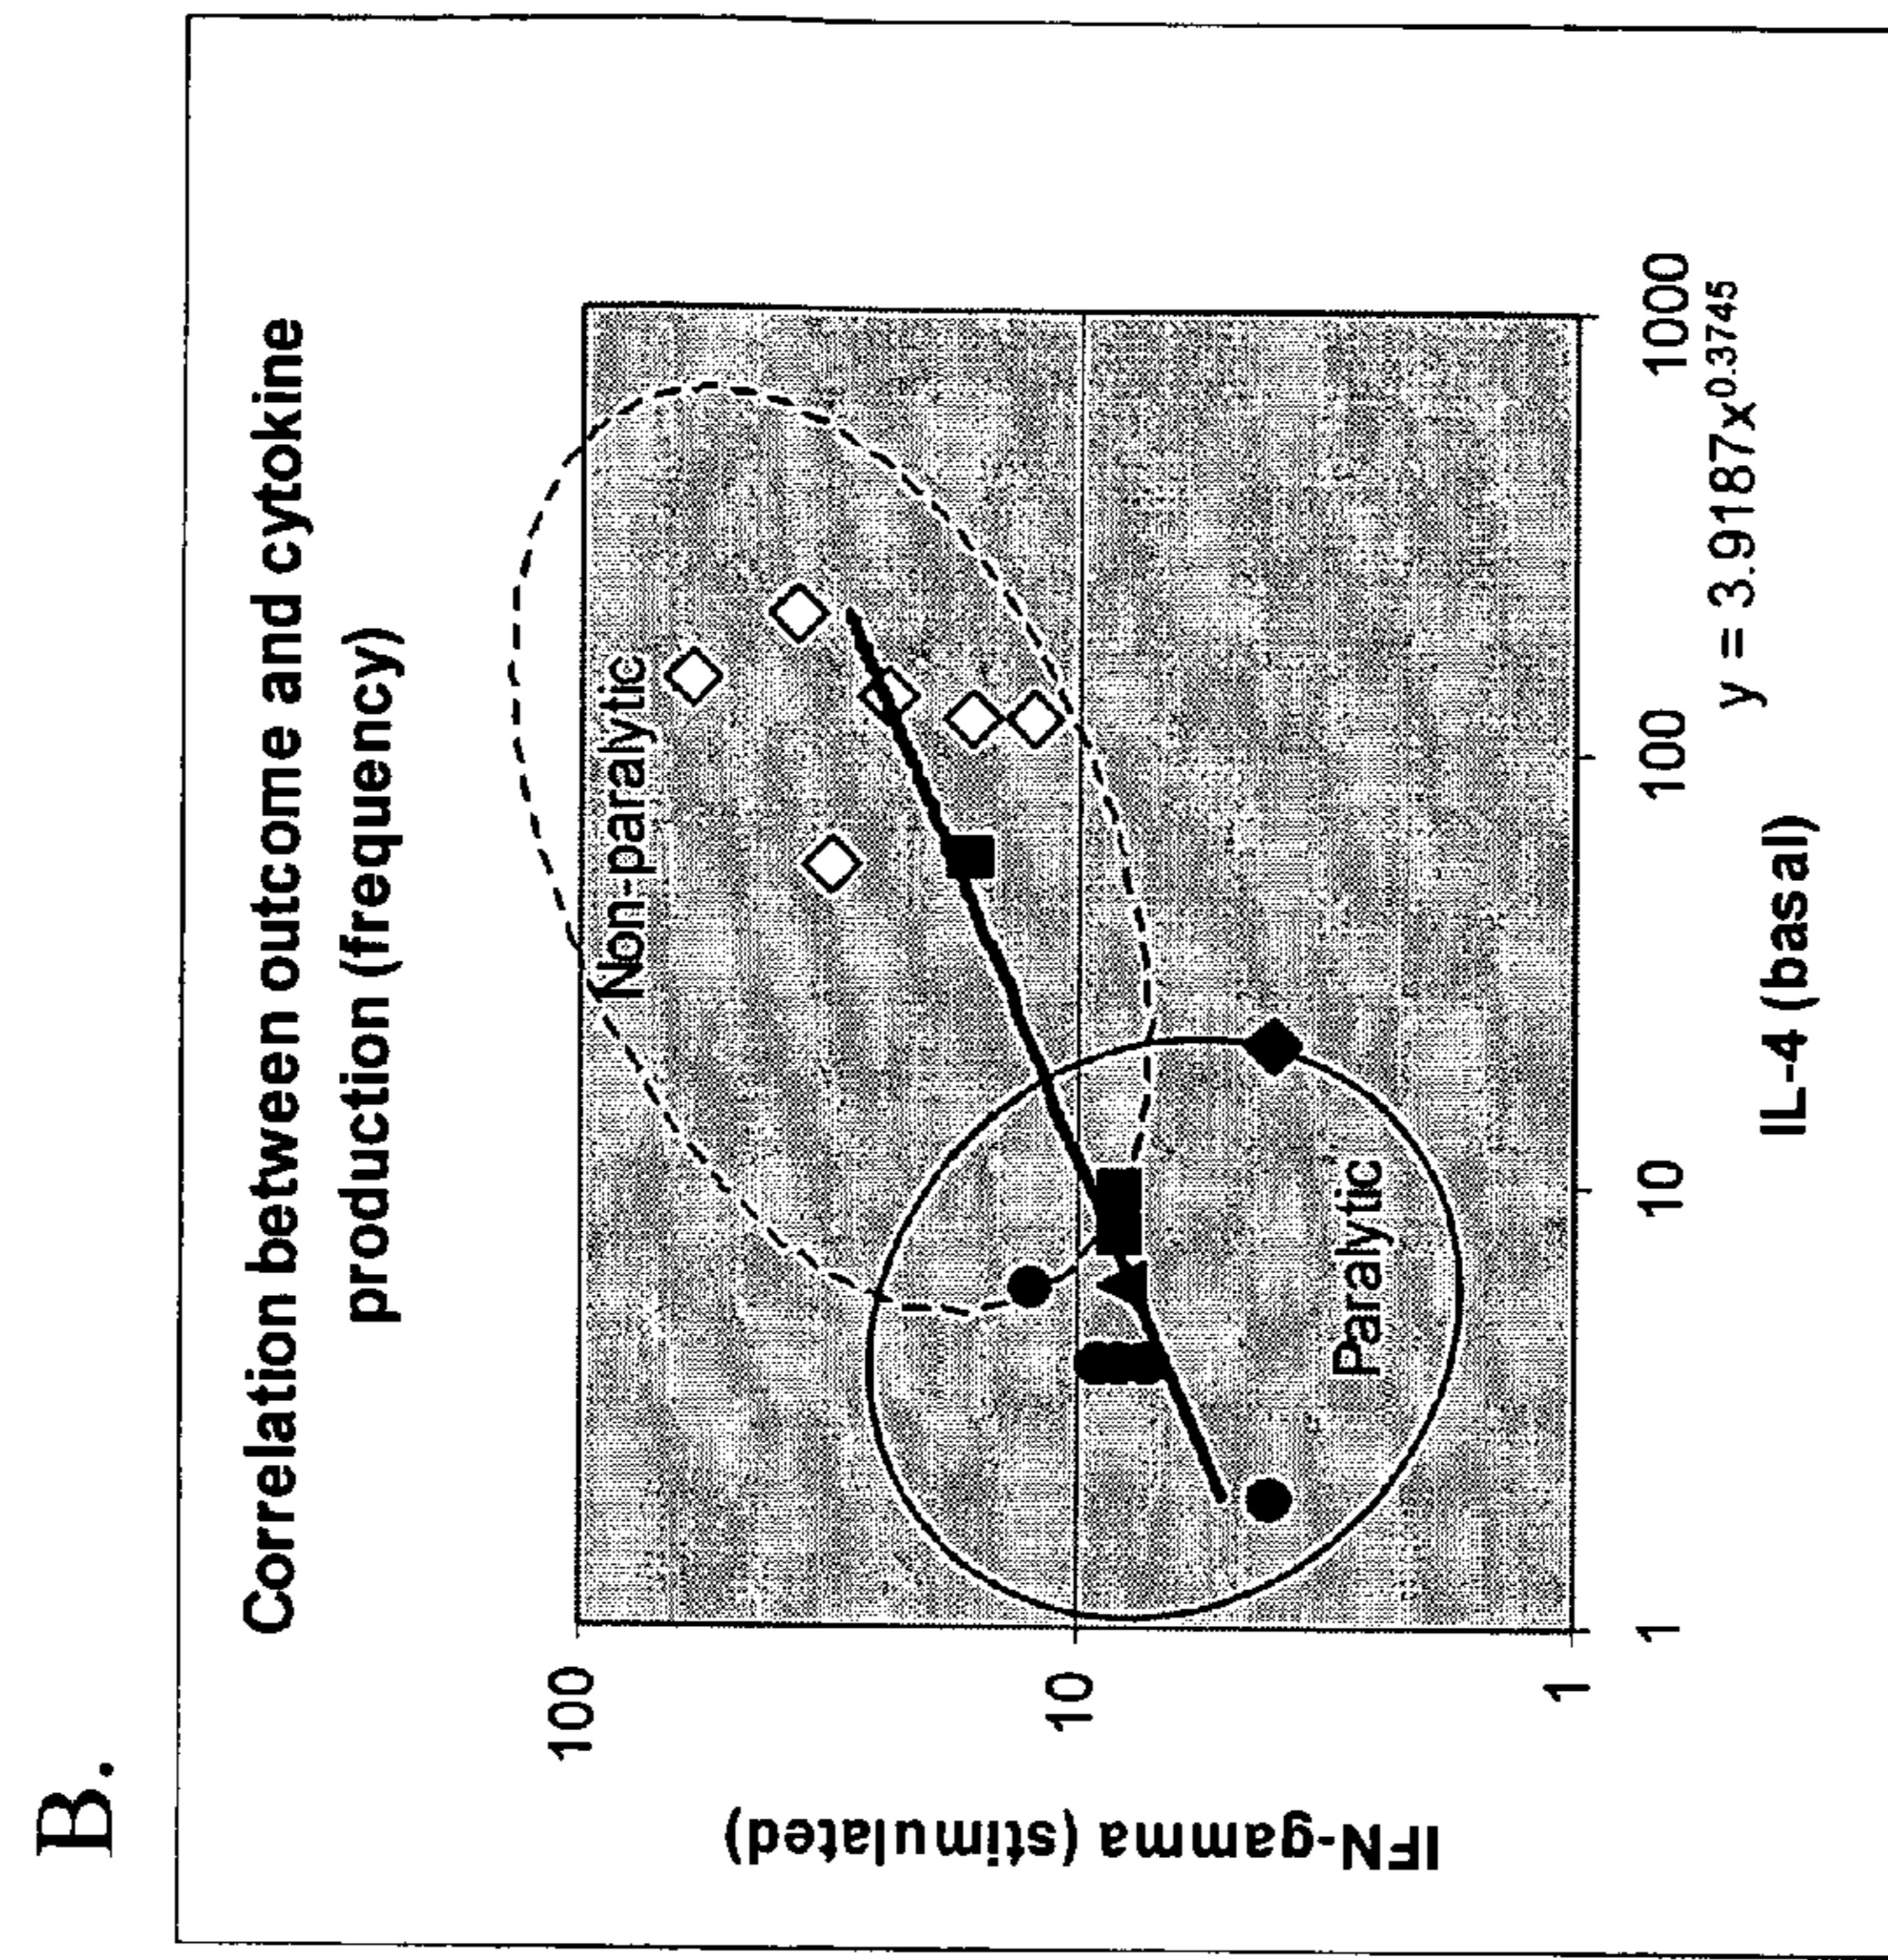 B.
Correlation between outcome and cytokine
production (frequency)
IFN-gamma (stimulated)
100
10
1
Non-paralytic
Paralytic
1
10
100
1000
IL-4 (basal)
y = 3.9187x^0.3745